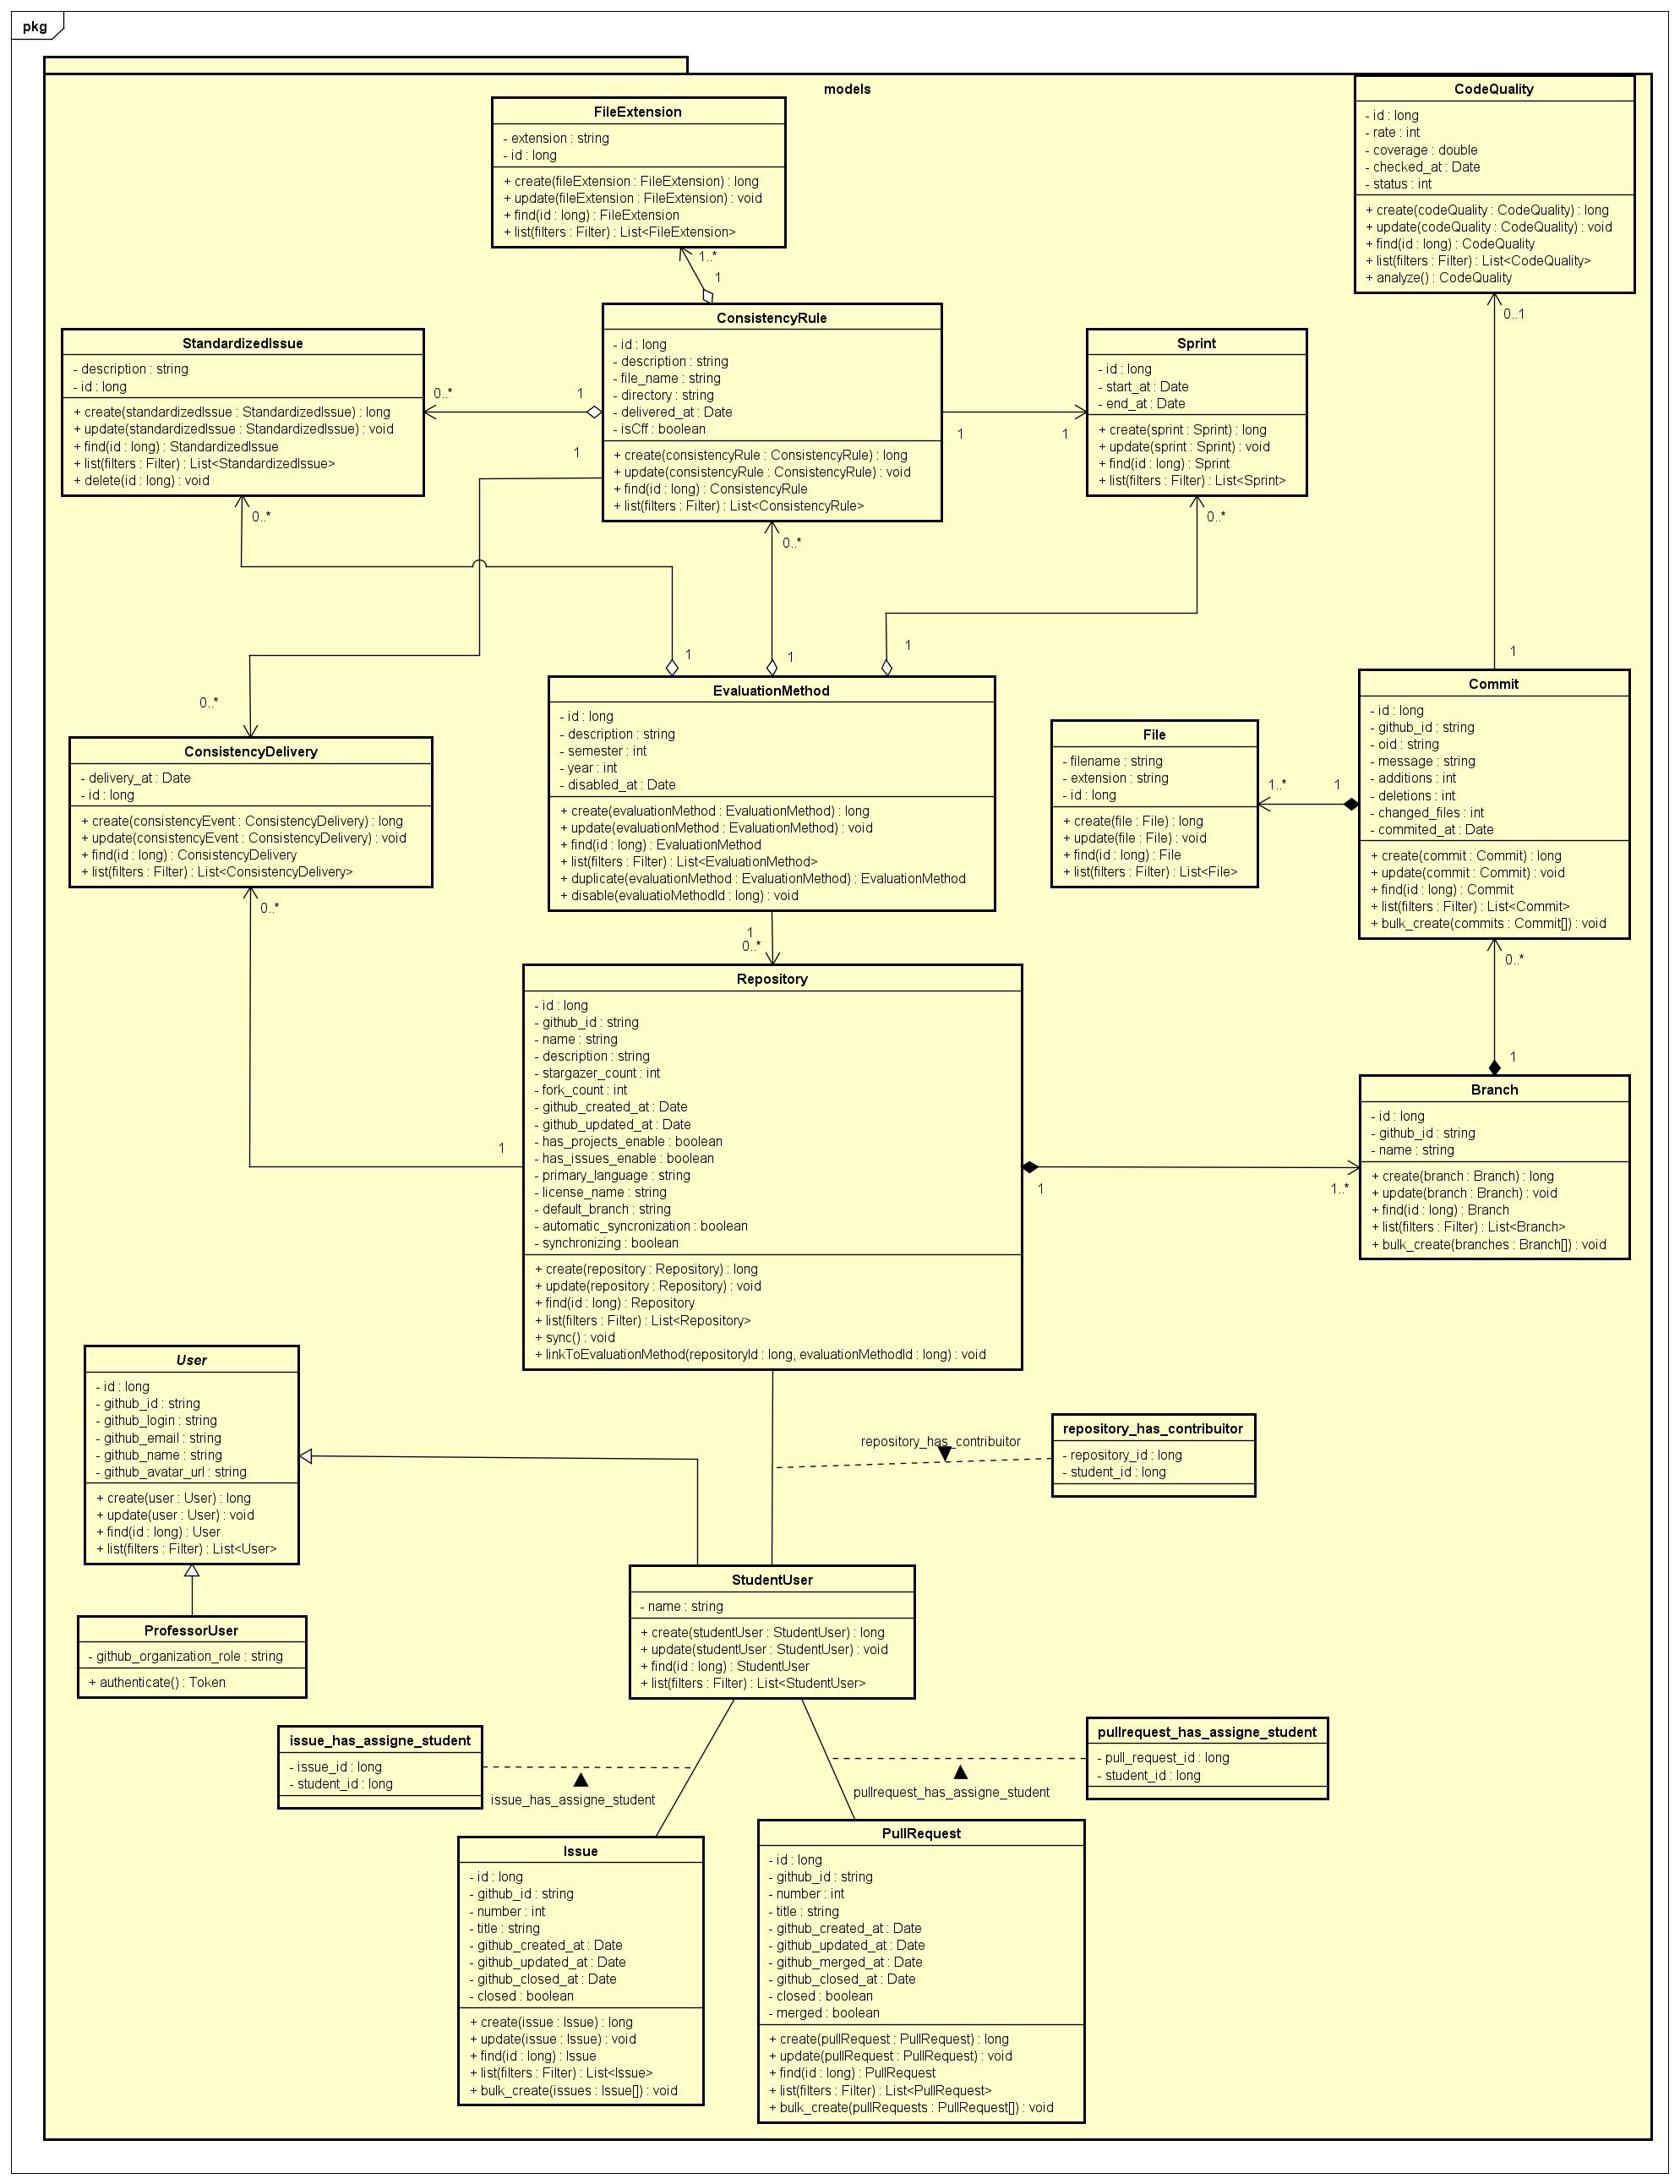 pkg
models
FileExtension
- extension : string
- id : long
+ create(fileExtension : FileExtension) : long
+ update(fileExtension : FileExtension) : void
+ find(id : long) : FileExtension
+ list(filters : Filter) : List<FileExtension>
1..*
1
CodeQuality
- id : long
- rate : int
- coverage : double
- checked_at : Date
- status : int
+ create(codeQuality : CodeQuality) : long
+ update(codeQuality : CodeQuality) : void
+ find(id : long) : CodeQuality
+ list(filters : Filter) : List<CodeQuality>
+ analyze() : CodeQuality
0..1
1
StandardizedIssue
- description : string
- id : long
+ create(standardizedIssue : StandardizedIssue) : long
+ update(standardizedIssue : StandardizedIssue) : void
+ find(id : long) : StandardizedIssue
+ list(filters : Filter) : List<StandardizedIssue>
+ delete(id : long) : void
0..*
1
1
0..*
ConsistencyRule
- id : long
- description : string
- file_name : string
- directory : string
- delivered_at : Date
- isCff : boolean
+ create(consistencyRule : ConsistencyRule) : long
+ update(consistencyRule : ConsistencyRule) : void
+ find(id : long) : ConsistencyRule
+ list(filters : Filter) : List<ConsistencyRule>
0..*
1
1
Sprint
- id : long
- start_at : Date
- end_at : Date
+ create(sprint : Sprint) : long
+ update(sprint : Sprint) : void
+ find(id : long) : Sprint
+ list(filters : Filter) : List<Sprint>
0..*
1
1
1
0..*
ConsistencyDelivery
- delivery_at : Date
- id : long
+ create(consistencyEvent : ConsistencyDelivery) : long
+ update(consistencyEvent : ConsistencyDelivery) : void
+ find(id : long) : ConsistencyDelivery
+ list(filters : Filter) : List<ConsistencyDelivery>
0..*
1
EvaluationMethod
- id : long
- description : string
- semester : int
- year : int
- disabled_at : Date
+ create(evaluationMethod : EvaluationMethod) : long
+ update(evaluationMethod : EvaluationMethod) : void
+ find(id : long) : EvaluationMethod
+ list(filters : Filter) : List<EvaluationMethod>
+ duplicate(evaluationMethod : EvaluationMethod) : EvaluationMethod
+ disable(evaluatioMethodId : long) : void
1
0..*
File
- filename : string
- extension : string
- id : long
+ create(file : File) : long
+ update(file : File) : void
+ find(id : long) : File
+ list(filters : Filter) : List<File>
1..*
1
Commit
- id : long
- github_id : string
- oid : string
- message : string
- additions : int
- deletions : int
- changed_files : int
- commited_at : Date
+ create(commit : Commit) : long
+ update(commit : Commit) : void
+ find(id : long) : Commit
+ list(filters : Filter) : List<Commit>
+ bulk_create(commits : Commit[]) : void
0..*
1
Repository
- id : long
- github_id : string
- name : string
- description : string
- stargazer_count : int
- fork_count : int
- github_created_at : Date
- github_updated_at : Date
- has_projects_enable : boolean
- has_issues_enable : boolean
- primary_language : string
- license_name : string
- default_branch : string
- automatic_syncronization : boolean
- synchronizing : boolean
+ create(repository : Repository) : long
+ update(repository : Repository) : void
+ find(id : long) : Repository
+ list(filters : Filter) : List<Repository>
+ sync() : void
+ linkToEvaluationMethod(repositoryId : long, evaluationMethodId : long) : void
1
1..*
Branch
- id : long
- github_id : string
- name : string
+ create(branch : Branch) : long
+ update(branch : Branch) : void
+ find(id : long) : Branch
+ list(filters : Filter) : List<Branch>
+ bulk_create(branches : Branch[]) : void
User
- id : long
- github_id : string
- github_login : string
- github_email : string
- github_name : string
- github_avatar_url : string
+ create(user : User) : long
+ update(user : User) : void
+ find(id : long) : User
+ list(filters : Filter) : List<User>
repository_has_contribuitor
repository_has_contribuitor
- repository_id : long
- student_id : long
ProfessorUser
- github_organization_role : string
+ authenticate() : Token
StudentUser
- name : string
+ create(studentUser : StudentUser) : long
+ update(studentUser : StudentUser) : void
+ find(id : long) : StudentUser
+ list(filters : Filter) : List<StudentUser>
issue_has_assigne_student
- issue_id : long
- student_id : long
issue_has_assigne_student
pullrequest_has_assigne_student
- pull_request_id : long
- student_id : long
pullrequest_has_assigne_student
Issue
- id : long
- github_id : string
- number : int
- title : string
- github_created_at : Date
- github_updated_at : Date
- github_closed_at : Date
- closed : boolean
+ create(issue : Issue) : long
+ update(issue : Issue) : void
+ find(id : long) : Issue
+ list(filters : Filter) : List<Issue>
+ bulk_create(issues : Issue[]) : void
PullRequest
- id : long
- github_id : string
- number : int
- title : string
- github_created_at : Date
- github_updated_at : Date
- github_merged_at : Date
- github_closed_at : Date
- closed : boolean
- merged : boolean
+ create(pullRequest : PullRequest) : long
+ update(pullRequest : PullRequest) : void
+ find(id : long) : PullRequest
+ list(filters : Filter) : List<PullRequest>
+ bulk_create(pullRequests : PullRequest[]) : void